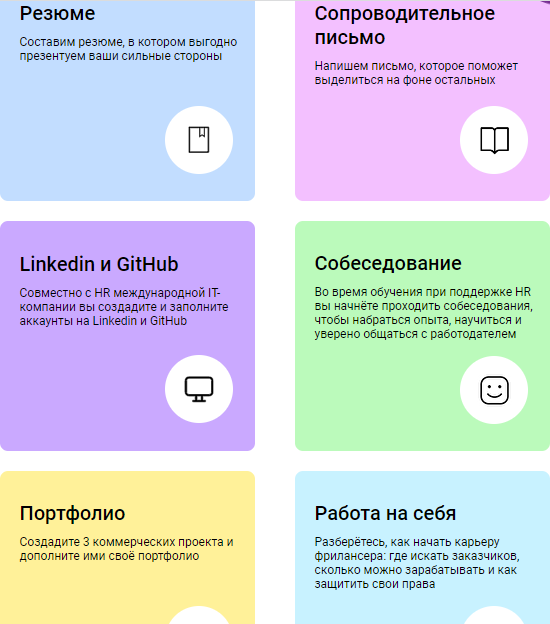 Резюме
Составим резюме, в котором выгодно
презентуем ваши сильные стороны
Сопроводительное
письмо
Напишем письмо, которое поможет
выделиться на фоне остальных
Linkedin и GitHub
Совместно с HR международной IT-
компании вы создадите и заполните
аккаунты на Linkedin и GitHub
Собеседование
Во время обучения при поддержке HR
вы начнёте проходить собеседования,
чтобы набраться опыта, научиться и
уверено общаться с работодателем
Портфолио
Создадите 3 коммерческих проекта и
дополните ими своё портфолио
Работа на себя
Разберётесь, как начать карьеру
фрилансера: где искать заказчиков,
сколько можно зарабатывать и как
защитить свои права